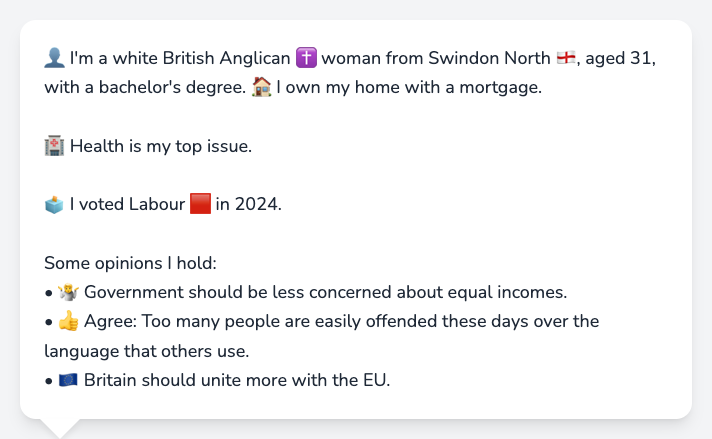 👤 I'm a white British Anglican ✝️ woman from Swindon North 🏴󠁧󠁢󠁥󠁮󠁧󠁿, aged 31,
with a bachelor's degree. 🏠 I own my home with a mortgage.
🏥 Health is my top issue.
🗳️ I voted Labour 🟥 in 2024.
Some opinions I hold:
• 🤷 Government should be less concerned about equal incomes.
• 👍 Agree: Too many people are easily offended these days over the
language that others use.
• 🇪🇺 Britain should unite more with the EU.